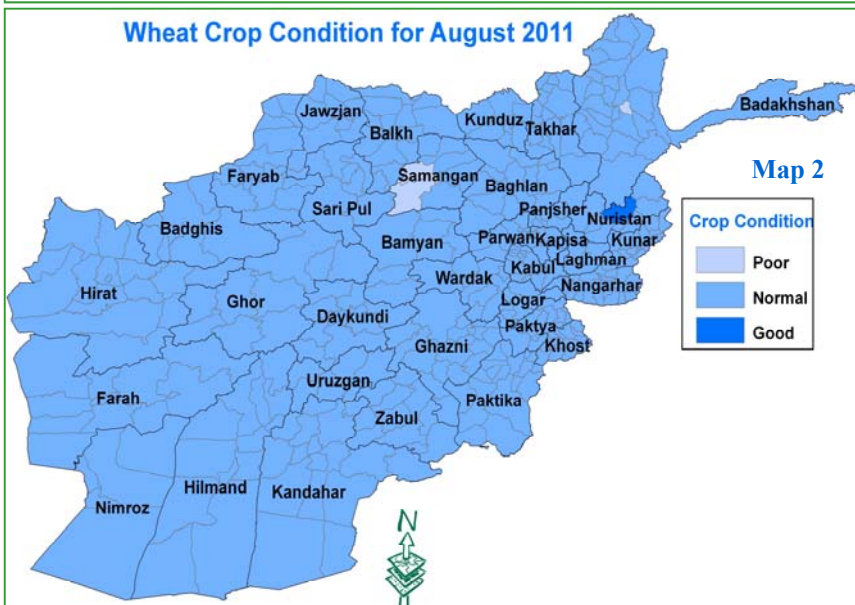 Wheat Crop Condition for August 2011
Badakhshan
Jawzjan
Kunduz
Takhar
Balkh
Map 2
Faryab
Samangan
Baghlan
Sari Pul
Panjsher
Nuristan
Badghis
Bamyan
Parwan
Kapisa
Kunar
Laghman
Kabul
Wardak
Nangarhar
Hirat
Ghor
Logar
Daykundi
Paktya
Ghazni
Khost
Uruzgan
Farah
Zabul
Paktika
Hilmand
Kandahar
Nimroz
N
Crop Condition
Poor
Normal
Good